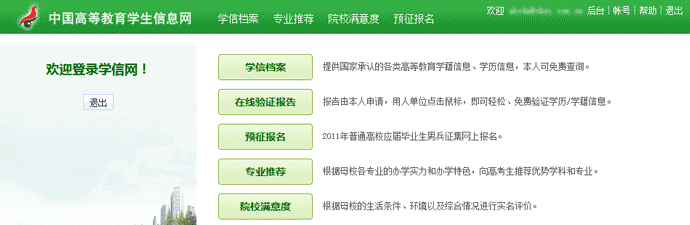 欢迎 后台 | 帐号 | 帮助 | 退出
中国高等教育学生信息网 学信档案 专业推荐 院校满意度 预征报名
欢迎登录学信网！
退出
学信档案 提供国家承认的各类高等教育学籍信息、学历信息，本人可免费查询。
在线验证报告 报告由本人申请，用人单位点击鼠标，即可轻松、免费验证学历/学籍信息。
预征报名 2011年普通高校应届毕业生男兵征集网上报名。
专业推荐 根据母校各专业的办学实力和办学特色，向高考生推荐优势学科和专业。
院校满意度 根据母校的生活条件、环境以及综合情况进行实名评价。